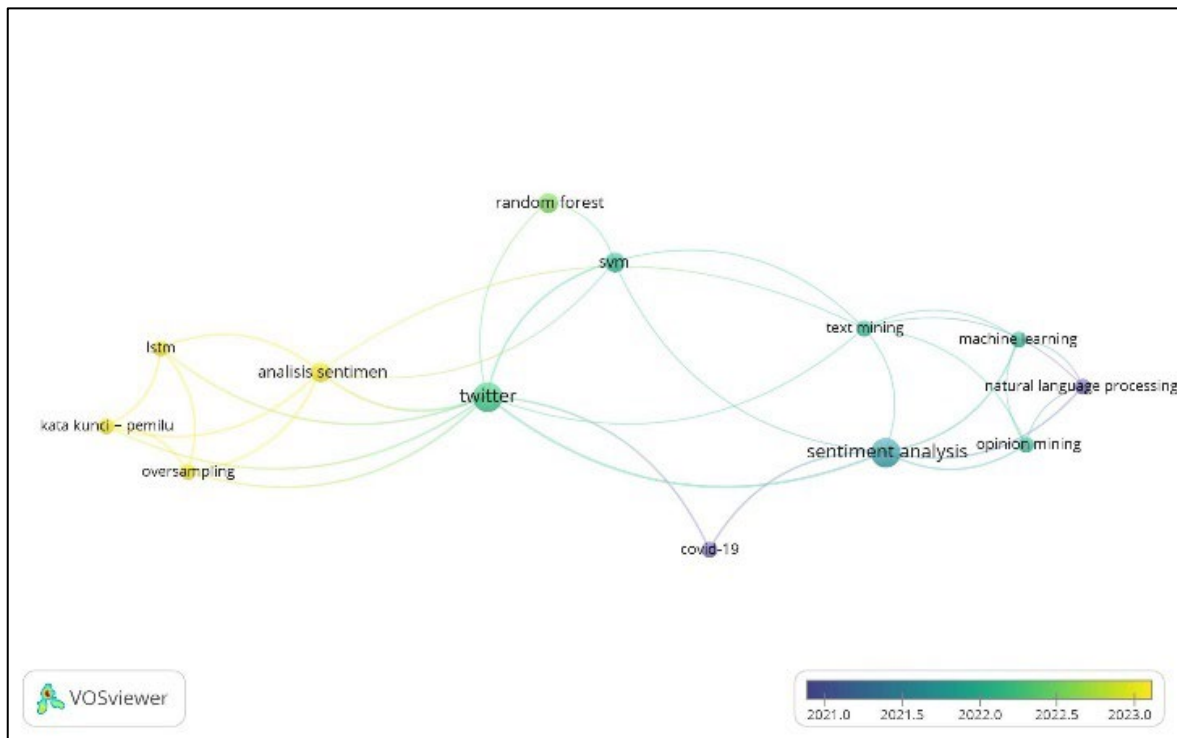 random forest
svm
text mining
machine learning
lstm
analisis sentimen
natural language processing
twitter
kata kunci – pemilu
opinion mining
sentiment analysis
oversampling
covid-19
VOSviewer
2021.0 2021.5 2022.0 2022.5 2023.0